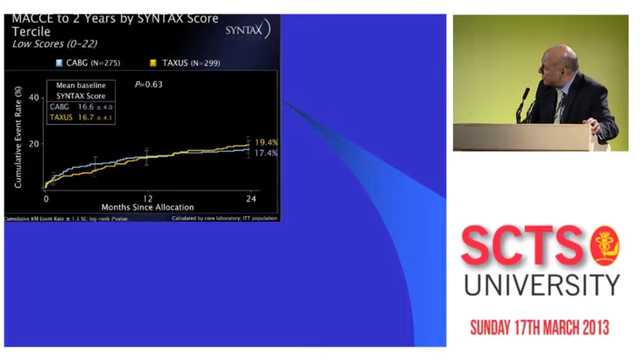 MACCE to 2 Years by SYNTAX Score
Tercile
Low Scores (0-22)
SYNTAX
CABG (N=275)
TAXUS (N=299)
Mean baseline
SYNTAX Score
CABG 16.6 ± 4.0
TAXUS 16.7 ± 4.1
P=0.63
Cumulative Event Rate (%)
40
20
0
12
24
19.4%
17.4%
Months Since Allocation
Cumulative KM Event Rate ± 1.5 SE; log-rank P value
Calculated by core laboratory; ITT population
SCTS
UNIVERSITY
SUNDAY 17TH MARCH 2013